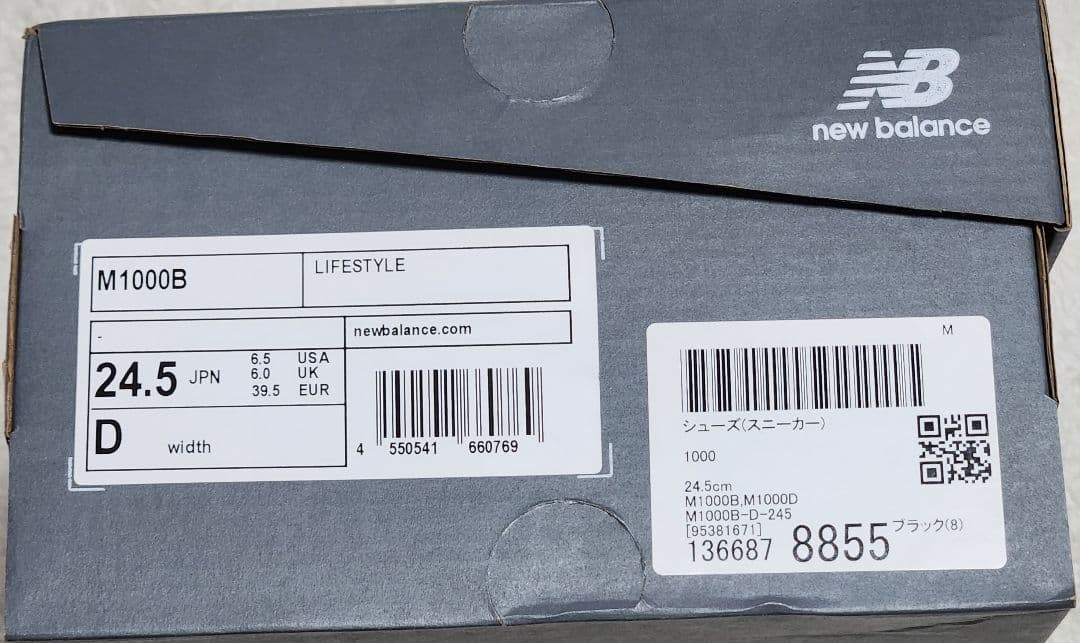 NB
new balance
M1000B
LIFESTYLE
-
newbalance.com
24.5 JPN
6.5 USA
6.0 UK
39.5 EUR
D width
4 550541 660769
M
シューズ(スニーカー)
1000
24.5cm
M1000B,M1000D
M1000B-D-245
[95381671]
136687 8855 ブラック(8)